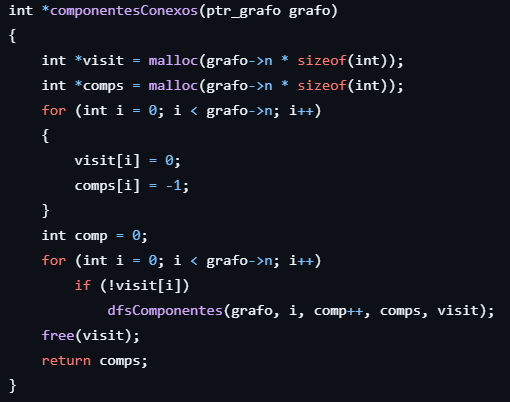 int *componentesConexos(ptr_grafo grafo)
{
    int *visit = malloc(grafo->n * sizeof(int));
    int *comps = malloc(grafo->n * sizeof(int));
    for (int i = 0; i < grafo->n; i++)
    {
        visit[i] = 0;
        comps[i] = -1;
    }
    int comp = 0;
    for (int i = 0; i < grafo->n; i++)
        if (!visit[i])
            dfsComponentes(grafo, i, comp++, comps, visit);
    free(visit);
    return comps;
}